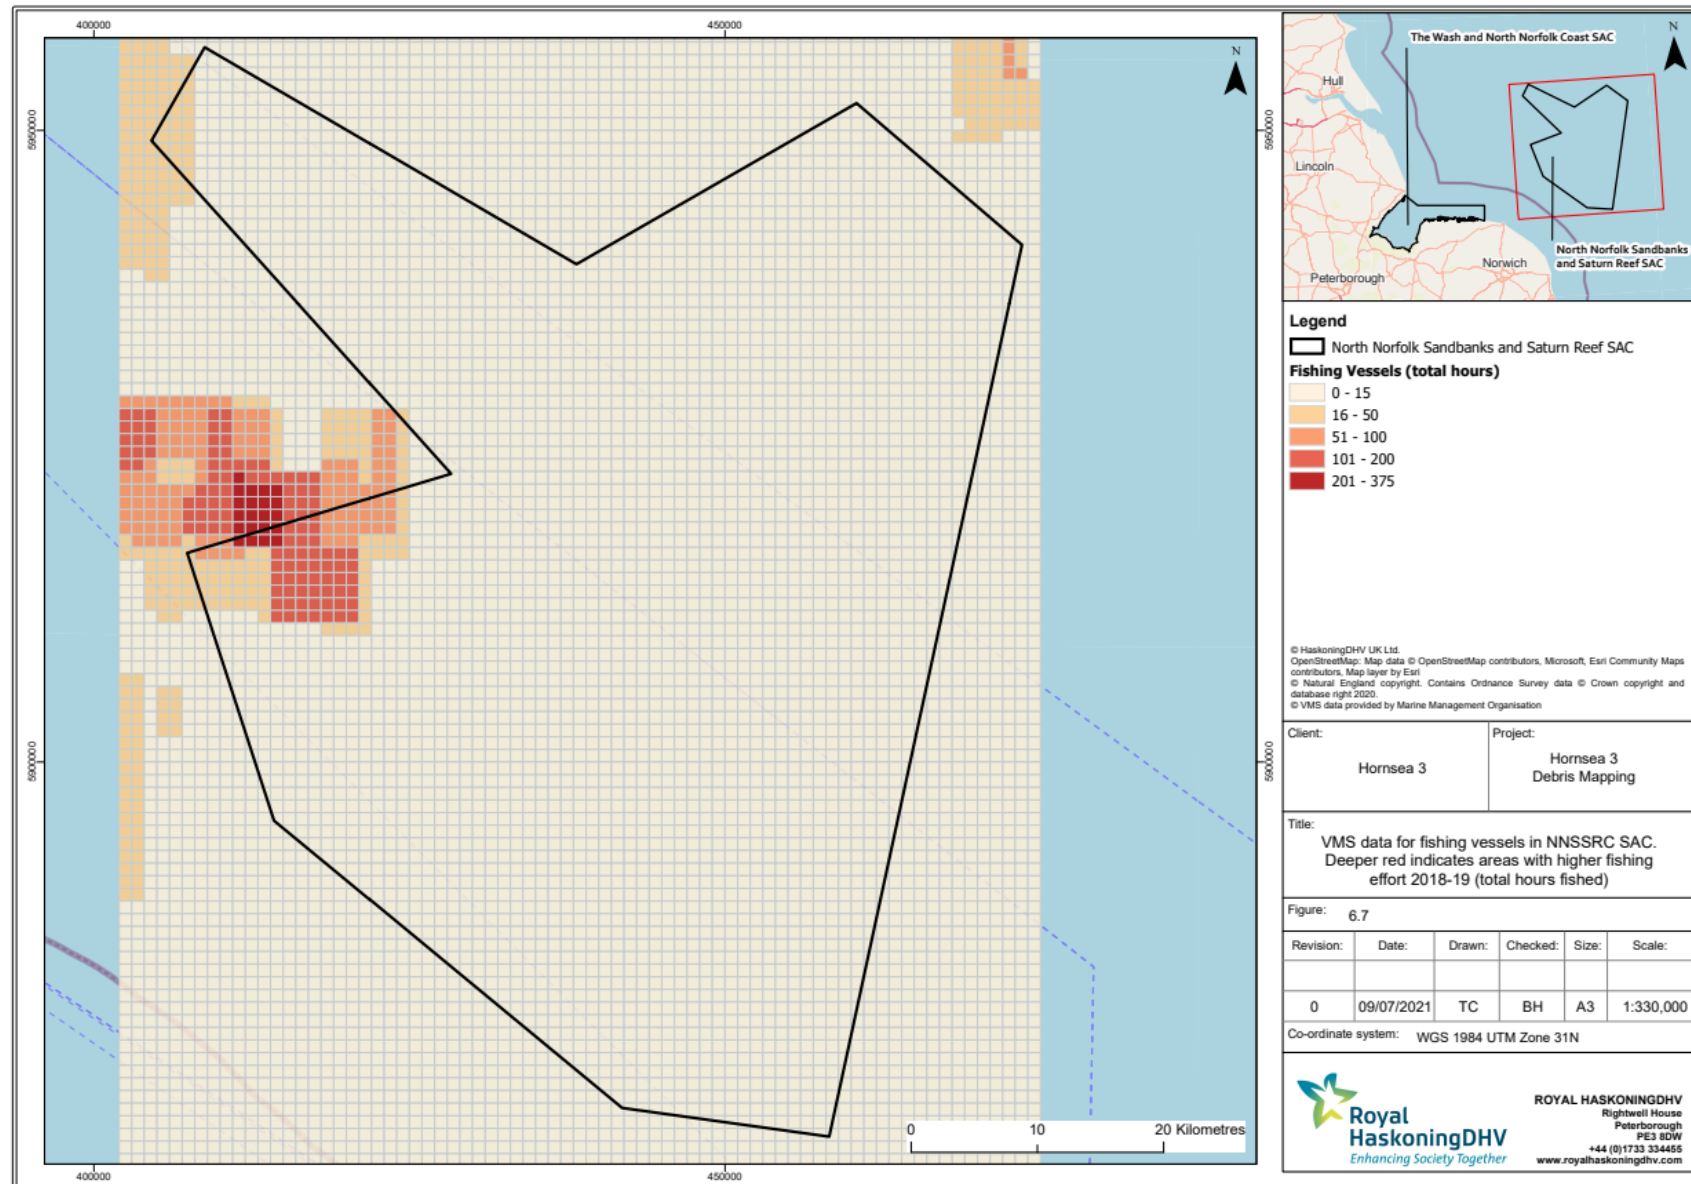 400000
450000
N
5950000
5950000
5900000
5900000
0
10
20 Kilometres
400000
450000
The Wash and North Norfolk Coast SAC
N
Hull
Lincoln
Peterborough
Norwich
North Norfolk Sandbanks
and Saturn Reef SAC
Legend
North Norfolk Sandbanks and Saturn Reef SAC
Fishing Vessels (total hours)
0 - 15
16 - 50
51 - 100
101 - 200
201 - 375
© HaskoningDHV UK Ltd.
OpenStreetMap: Map data © OpenStreetMap contributors, Microsoft, Esri Community Maps
contributors, Map layer by Esri
© Natural England copyright. Contains Ordnance Survey data © Crown copyright and
database right 2020.
© VMS data provided by Marine Management Organisation
Client:
Hornsea 3
Project:
Hornsea 3
Debris Mapping
Title:
VMS data for fishing vessels in NNSSRC SAC.
Deeper red indicates areas with higher fishing
effort 2018-19 (total hours fished)
Figure: 6.7
Revision: Date: Drawn: Checked: Size: Scale:
0 09/07/2021 TC BH A3 1:330,000
Co-ordinate system: WGS 1984 UTM Zone 31N
Royal
HaskoningDHV
Enhancing Society Together
ROYAL HASKONINGDHV
Rightwell House
Peterborough
PE3 8DW
+44 (0)1733 334455
www.royalhaskoningdhv.com